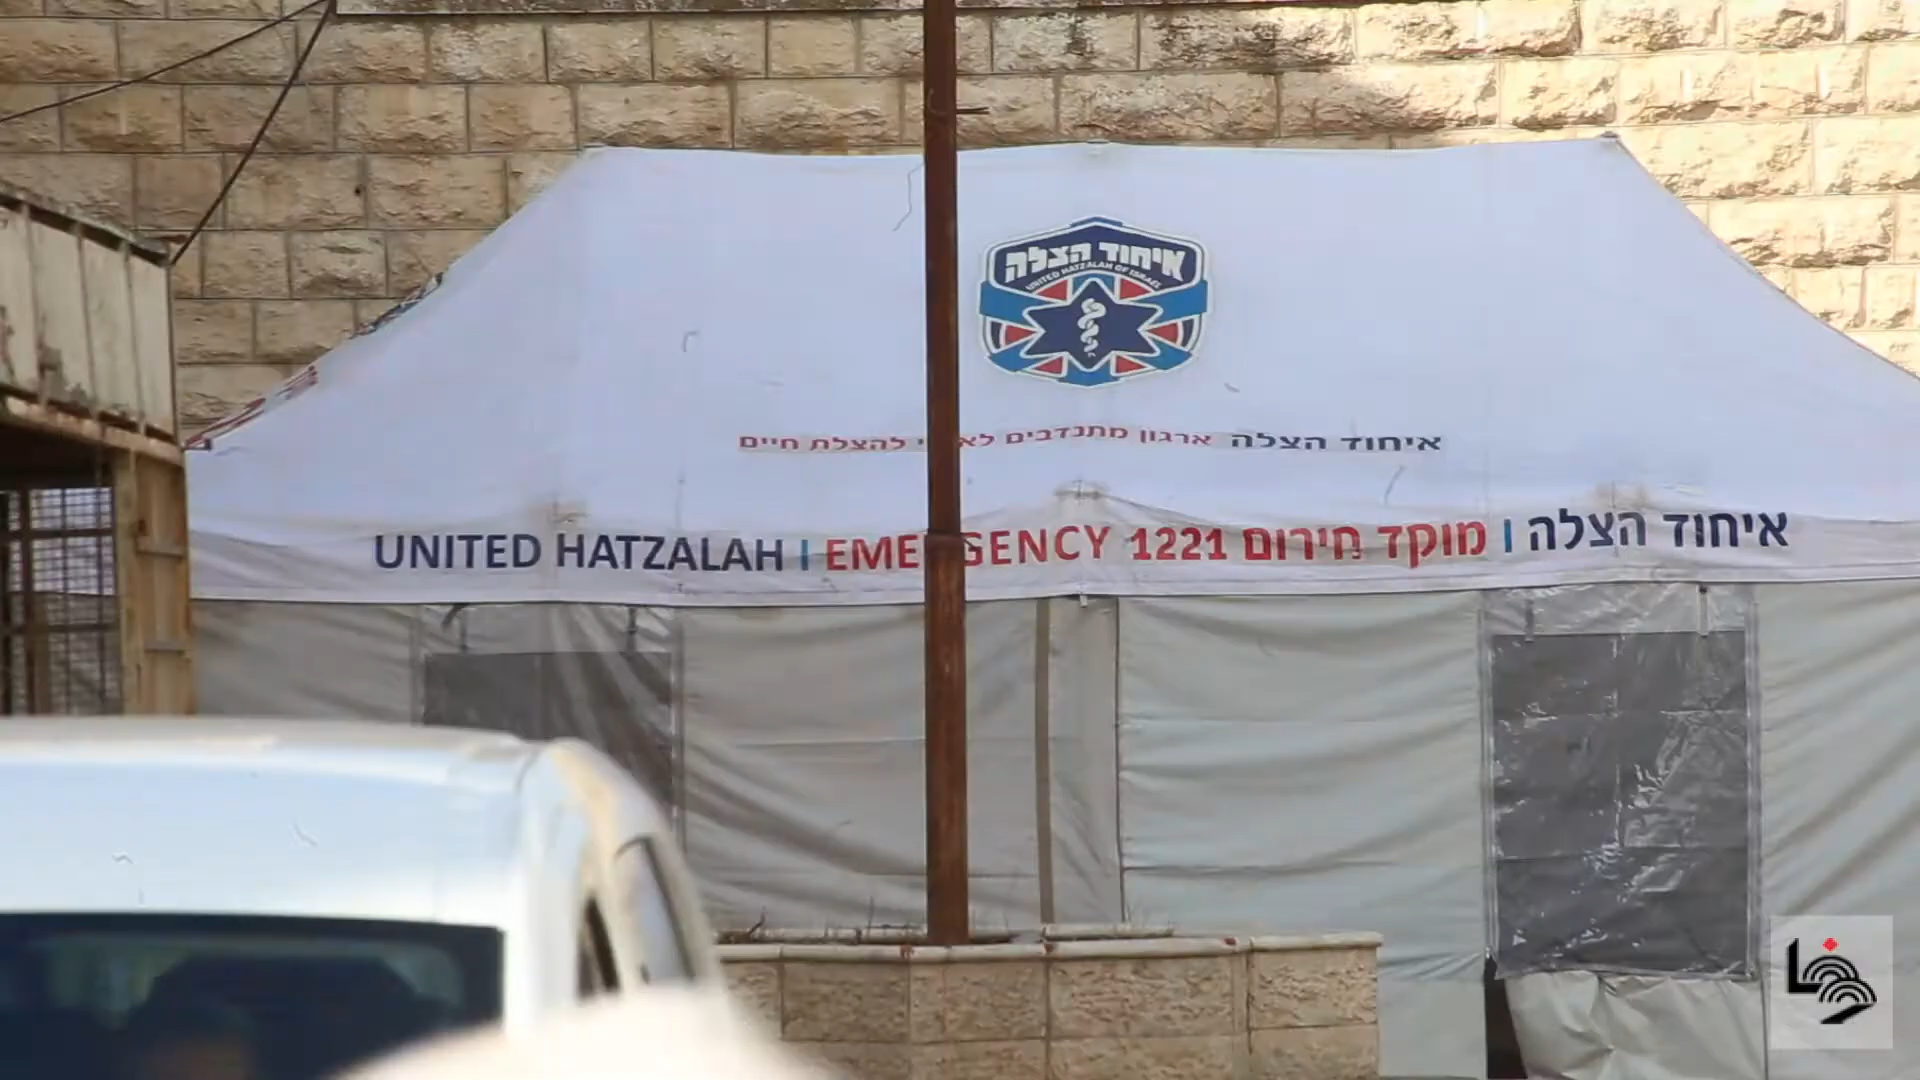 איחוד הצלה
UNITED HATZALAH OF ISRAEL
איחוד הצלה ארגון מתנדבים להצלת חיים
UNITED HATZALAH | EMERGENCY 1221 מוקד חירום | איחוד הצלה